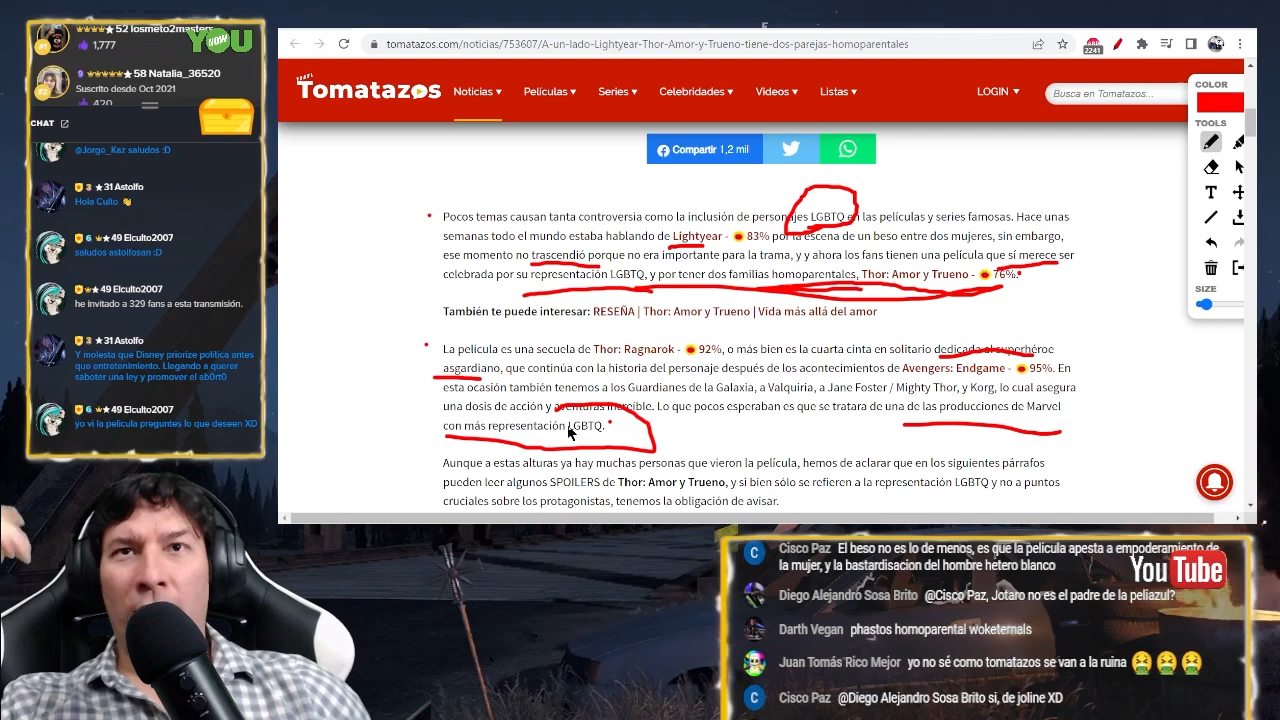 52 losmeto2masters
#1
1,777
NOW YOU
9 58 Natalia_36520
#2
Suscrito desde Oct 2021
420
CHAT
@Jorgo_Kaz saludos :D
3 31 Astolfo
Hola Culto 👏
6 49 Elculto2007
saludos astolfosan :D
49 Elculto2007
he invitado a 329 fans a esta transmisión.
3 31 Astolfo
Y molesta que Disney priorize política antes
que entretenimiento. Llegando a querer
sabotear una ley y promover el ab0rt0
6 49 Elculto2007
yo vi la pelicula preguntes lo que deseen XD
tomatazos.com/entradas/753607/A-un-lado-Lightyear-Thor-Amor-y-Trueno-tiene-dos-parejas-homoparentales
2241
Tomatazos
Noticias ▾ Películas ▾ Series ▾ Celebridades ▾ Videos ▾ Listas ▾ LOGIN ▾ Busca en Tomatazos...
Compartir 1,2 mil
Pocos temas causan tanta controversia como la inclusión de personajes LGBTQ en las películas y series famosas. Hace unas
semanas todo el mundo estaba hablando de Lightyear - 83% por la escena de un beso entre dos mujeres, sin embargo,
ese momento no trascendió porque no era importante para la trama, y y ahora los fans tienen una película que sí merece ser
celebrada por su representación LGBTQ, y por tener dos familias homoparentales, Thor: Amor y Trueno - 76%.
También te puede interesar: RESEÑA | Thor: Amor y Trueno | Vida más allá del amor
La película es una secuela de Thor: Ragnarok - 92%, o más bien es la cuarta entrada en solitario dedicada al superhéroe
asgardiano, que continúa con la historia del personaje después de los acontecimientos de Avengers: Endgame - 95%. En
esta ocasión también tenemos a los Guardianes de la Galaxia, a Valquiria, a Jane Foster / Mighty Thor, y Korg, lo cual asegura
una dosis de acción y aventuras increíble. Lo que pocos esperaban es que se tratara de una de las producciones de Marvel
con más representación LGBTQ.
Aunque a estas alturas ya hay muchas personas que vieron la película, hemos de aclarar que en los siguientes párrafos
pueden leer algunos SPOILERS de Thor: Amor y Trueno, y si bien sólo se refieren a la representación LGBTQ y no a puntos
cruciales sobre los protagonistas, tenemos la obligación de avisar.
COLOR
TOOLS
T
SIZE
C Cisco Paz El beso no es lo de menos, es que la pelicula apesta a empoderamiento de
la mujer, y la bastardisacion del hombre hetero blanco
YouTube
Diego Alejandro Sosa Brito @Cisco Paz, Jotaro no es el padre de la peliazul?
Darth Vegan phastos homoparental woketernals
Juan Tomás Rico Mejor yo no sé como tomatazos se van a la ruina 🤮🤮🤮
C Cisco Paz @Diego Alejandro Sosa Brito si, de joline XD